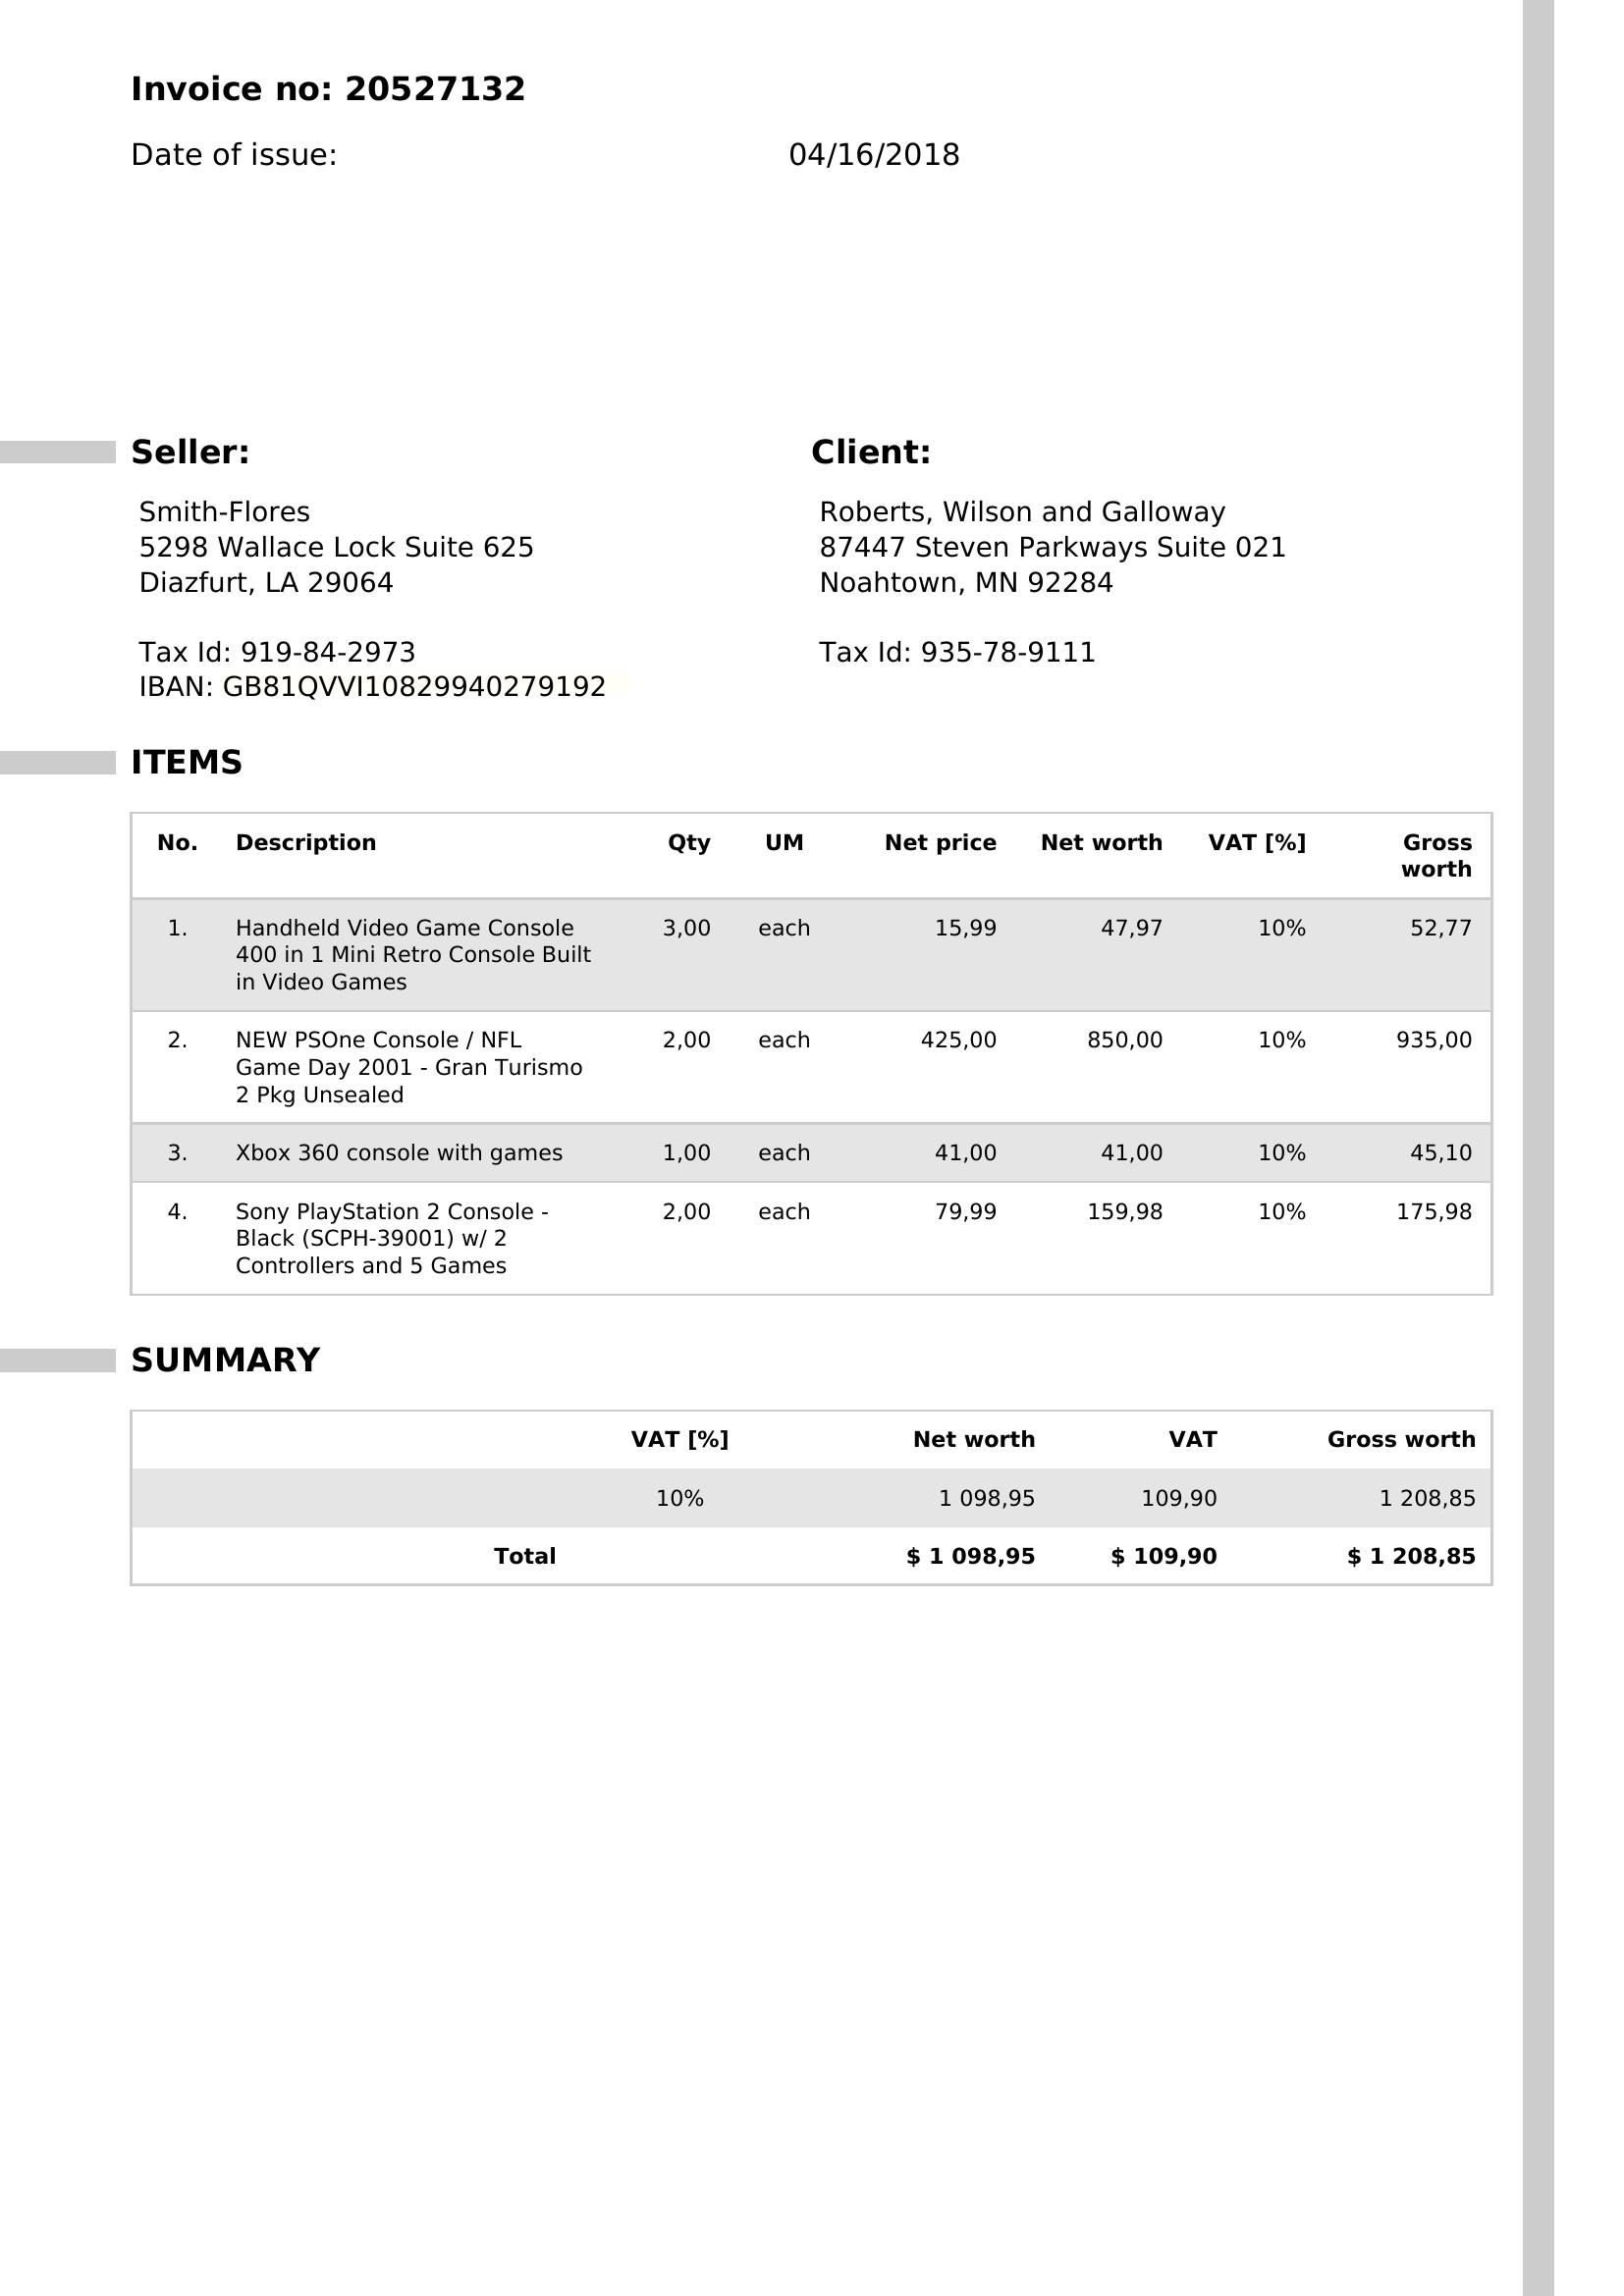 Invoice no: 20527132
Date of issue: 04/16/2018
Seller:
Smith-Flores
5298 Wallace Lock Suite 625
Diazfurt, LA 29064
Tax Id: 919-84-2973
IBAN: GB81QVVI10829940279192
Client:
Roberts, Wilson and Galloway
87447 Steven Parkways Suite 021
Noahtown, MN 92284
Tax Id: 935-78-9111
ITEMS
No. Description Qty UM Net price Net worth VAT [%] Gross
worth
1. Handheld Video Game Console 3,00 each 15,99 47,97 10% 52,77
400 in 1 Mini Retro Console Built
in Video Games
2. NEW PSOne Console / NFL 2,00 each 425,00 850,00 10% 935,00
Game Day 2001 - Gran Turismo
2 Pkg Unsealed
3. Xbox 360 console with games 1,00 each 41,00 41,00 10% 45,10
4. Sony PlayStation 2 Console - 2,00 each 79,99 159,98 10% 175,98
Black (SCPH-39001) w/ 2
Controllers and 5 Games
SUMMARY
VAT [%] Net worth VAT Gross worth
10% 1 098,95 109,90 1 208,85
Total $ 1 098,95 $ 109,90 $ 1 208,85